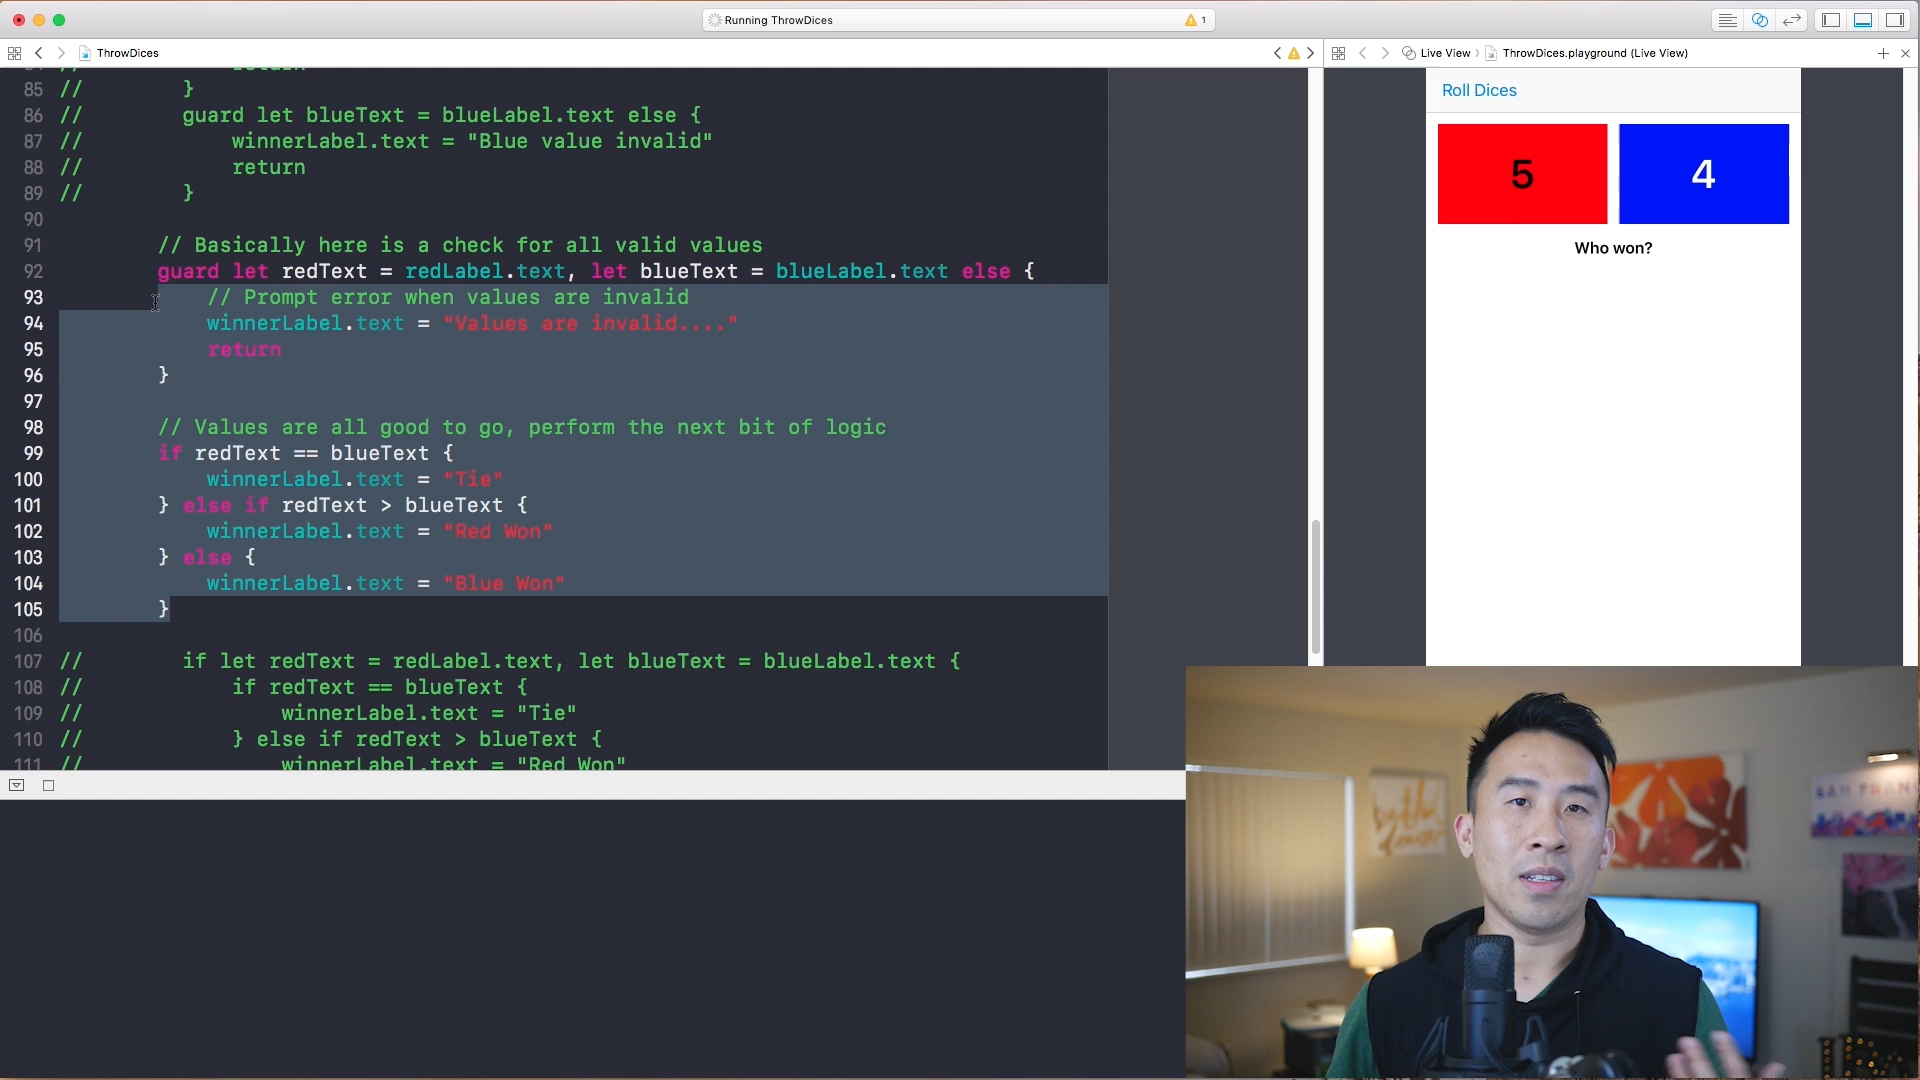 Running ThrowDices
1
ThrowDices
Live View
ThrowDices.playground (Live View)
85 // }
86 // guard let blueText = blueLabel.text else {
87 // winnerLabel.text = "Blue value invalid"
88 // return
89 // }
90
91 // Basically here is a check for all valid values
92 guard let redText = redLabel.text, let blueText = blueLabel.text else {
93 // Prompt error when values are invalid
94 winnerLabel.text = "Values are invalid...."
95 return
96 }
97
98 // Values are all good to go, perform the next bit of logic
99 if redText == blueText {
100 winnerLabel.text = "Tie"
101 } else if redText > blueText {
102 winnerLabel.text = "Red Won"
103 } else {
104 winnerLabel.text = "Blue Won"
105 }
106
107 // if let redText = redLabel.text, let blueText = blueLabel.text {
108 // if redText == blueText {
109 // winnerLabel.text = "Tie"
110 // } else if redText > blueText {
111 // winnerLabel.text = "Red Won"
Roll Dices
5
4
Who won?